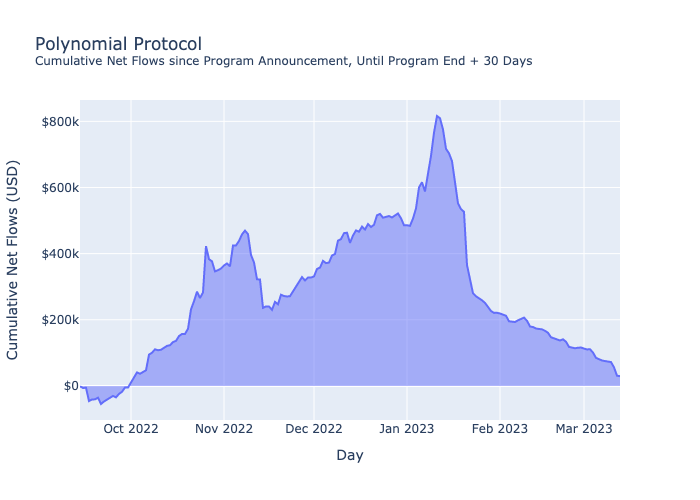 Polynomial Protocol
Cumulative Net Flows since Program Announcement, Until Program End + 30 Days
Cumulative Net Flows (USD)
$800k
$600k
$400k
$200k
$0
Oct 2022
Nov 2022
Dec 2022
Jan 2023
Feb 2023
Mar 2023
Day